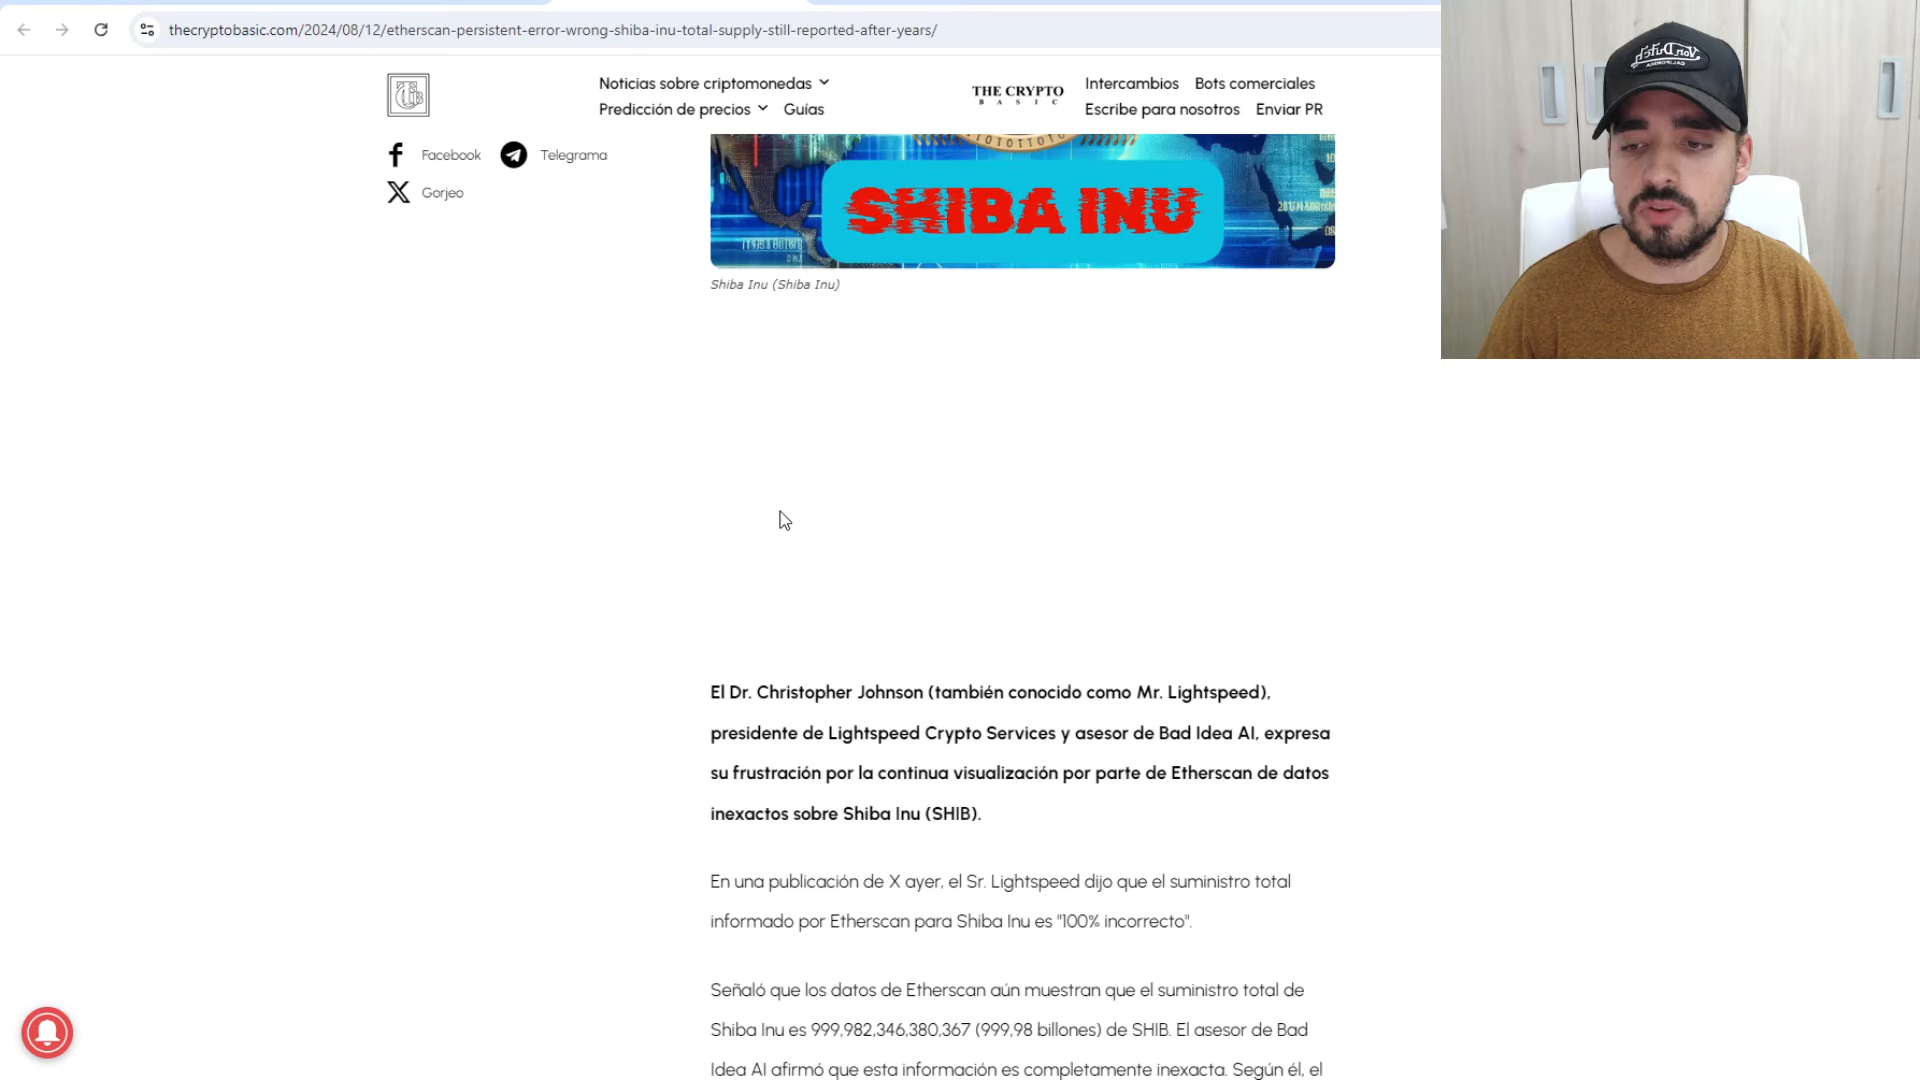 thecryptobasic.com/2024/08/12/etherscan-persistent-error-wrong-shiba-inu-total-supply-still-reported-after-years/
Noticias sobre criptomonedas
Predicción de precios
Guías
THE CRYPTO
BASIC
Intercambios
Bots comerciales
Escribe para nosotros
Enviar PR
Facebook
Telegrama
Gorjeo
SHIBA INU
Shiba Inu (Shiba Inu)
Von Dutch
El Dr. Christopher Johnson (también conocido como Mr. Lightspeed),
presidente de Lightspeed Crypto Services y asesor de Bad Idea AI, expresa
su frustración por la continua visualización por parte de Etherscan de datos
inexactos sobre Shiba Inu (SHIB).
En una publicación de X ayer, el Sr. Lightspeed dijo que el suministro total
informado por Etherscan para Shiba Inu es "100% incorrecto".
Señaló que los datos de Etherscan aún muestran que el suministro total de
Shiba Inu es 999,982,346,380,367 (999,98 billones) de SHIB. El asesor de Bad
Idea AI afirmó que esta información es completamente inexacta. Según él, el